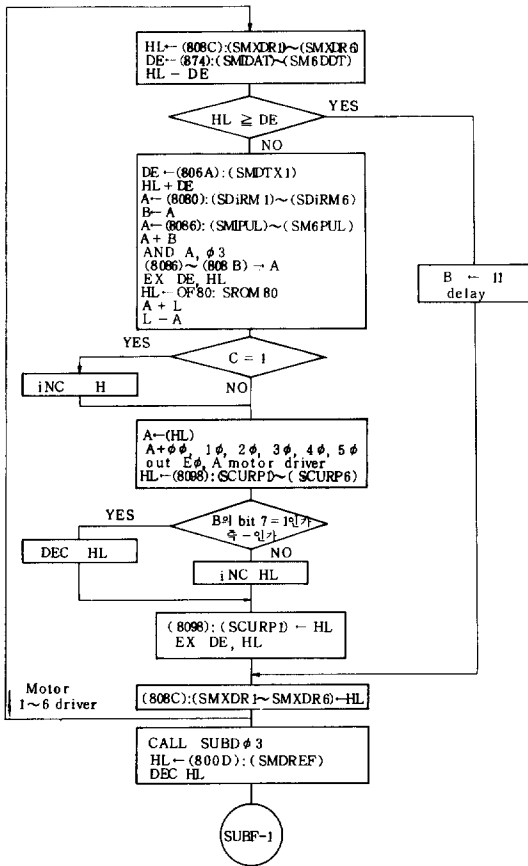 HL←(808C):(SMXDR1)~(SMXDR6)
DE←(874):(SMIDAT)~(SM6DDT)
HL − DE
HL ≧ DE
YES
NO
DE←(806A):(SMDTX1)
HL+DE
A←(8080):(SDiRM1)~(SDiRM6)
B←A
A←(8086):(SMIPUL)~(SM6PUL)
A+B
AND A, φ3
(8086)~(808B)→A
EX DE, HL
HL←OF80: SROM80
A+L
L−A
B ← 11
delay
YES
C = 1
iNC H
NO
A←(HL)
A+φφ, 1φ, 2φ, 3φ, 4φ, 5φ
out Eφ, A motor driver
HL←(8098):(SCURP1)~(SCURP6)
YES
B의 bit 7=1인가
즉 −인가
DEC HL
NO
iNC HL
(8098):(SCURP1) ← HL
EX DE, HL
(808C):(SMXDR1~SMXDR6)←HL
Motor
1~6 driver
CALL SUBDφ3
HL←(800D):(SMDREF)
DEC HL
SUBF-1